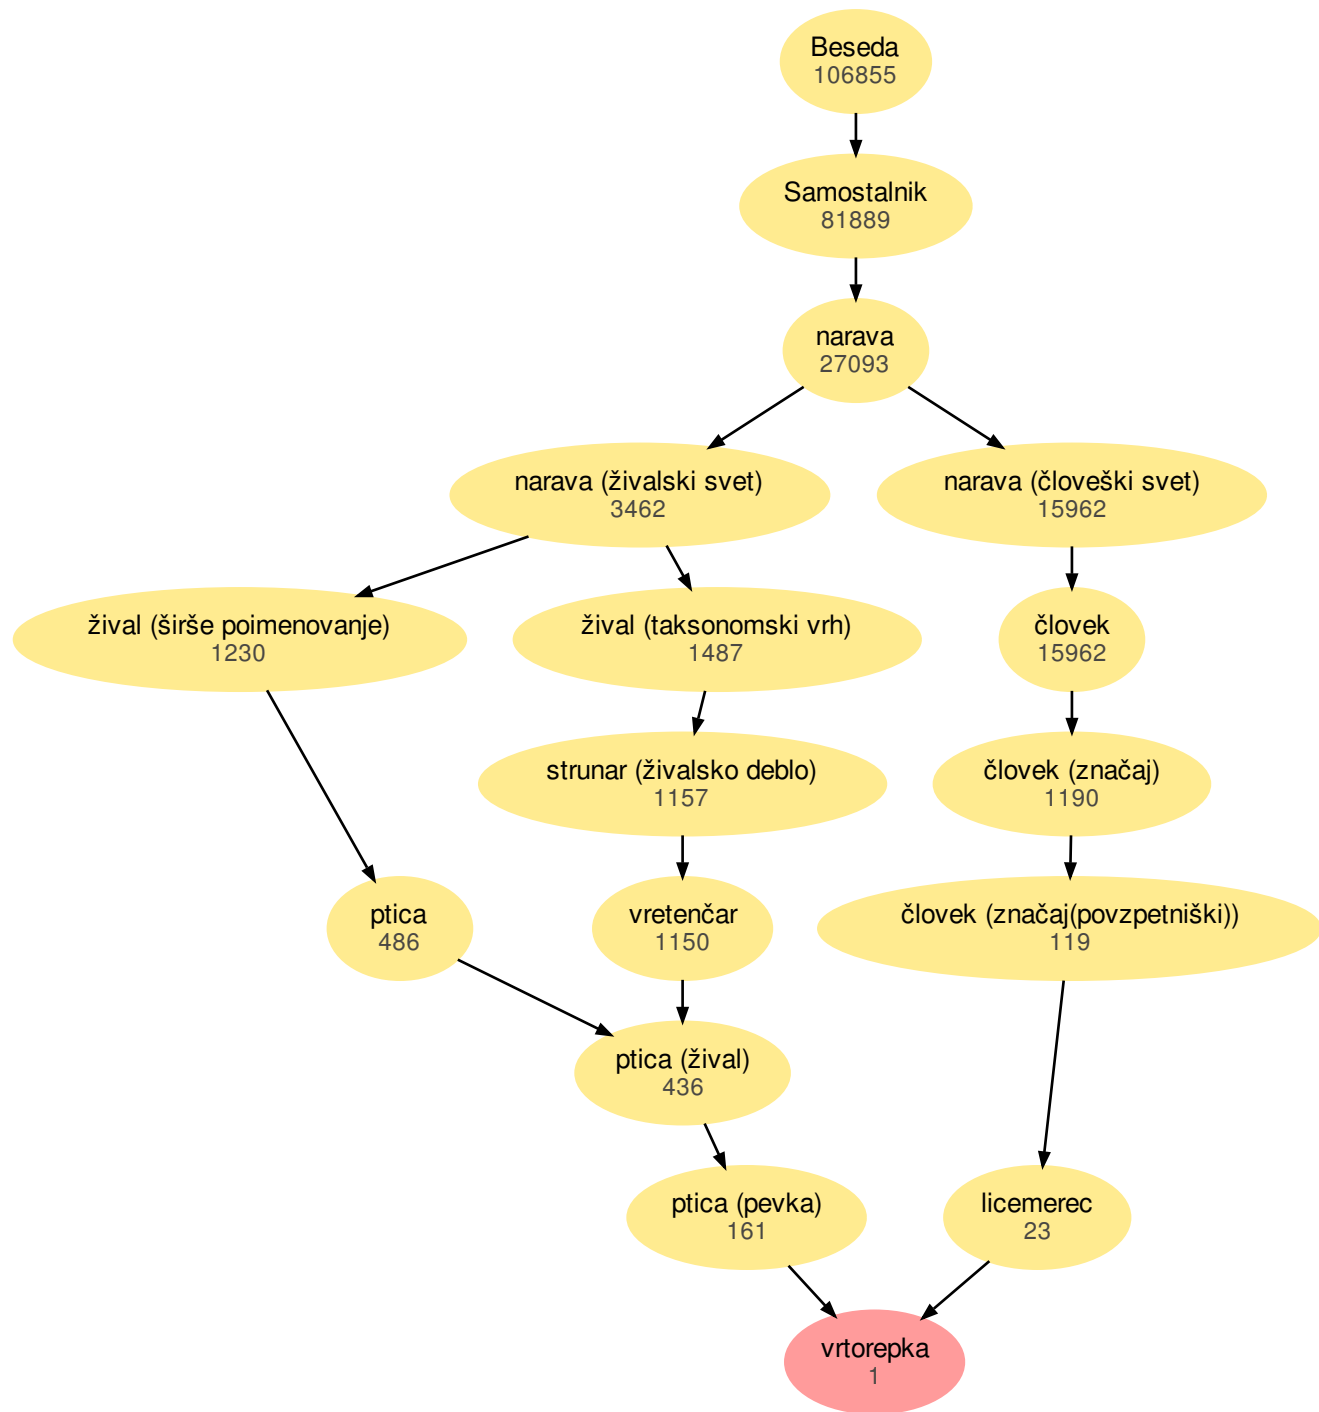 Beseda
106855
Samostalnik
81889
narava
27093
narava (živalski svet)
3462
narava (človeški svet)
15962
žival (širše poimenovanje)
1230
žival (taksonomski vrh)
1487
človek
15962
strunar (živalsko deblo)
1157
človek (značaj)
1190
ptica
486
vretenčar
1150
človek (značaj(povzpetniški))
119
ptica (žival)
436
ptica (pevka)
161
licemerec
23
vrtorepka
1